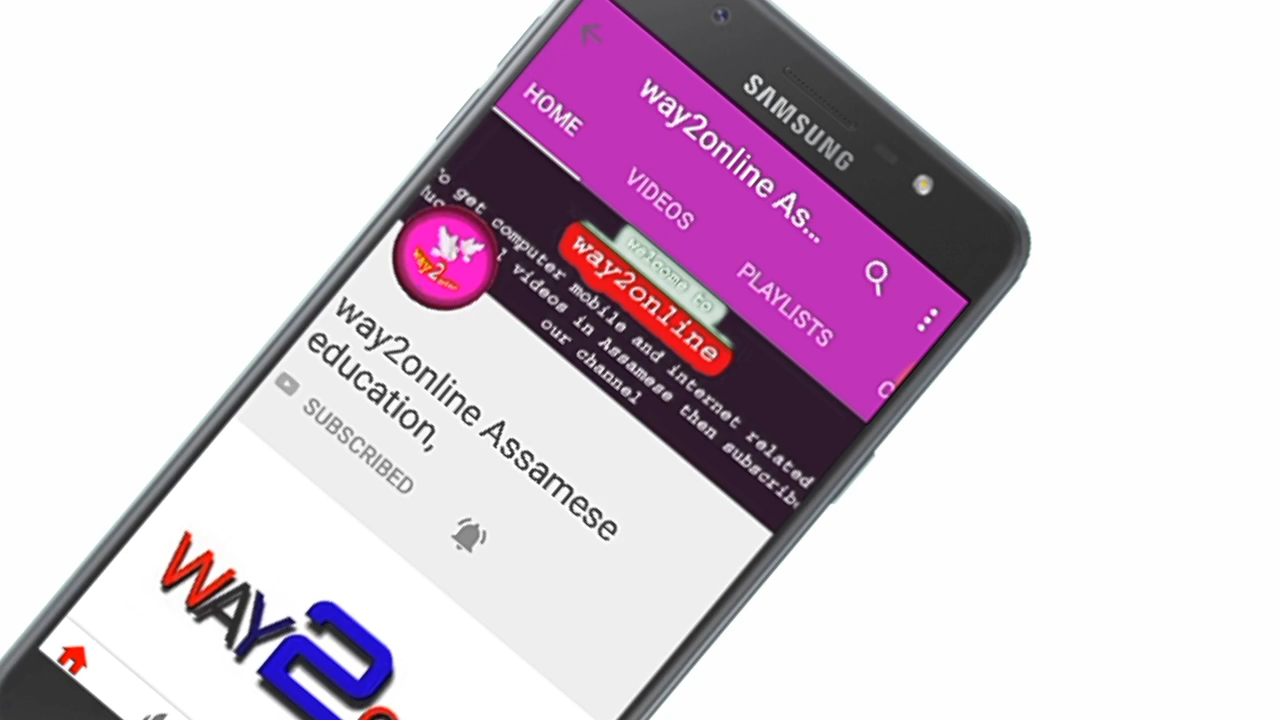 SAMSUNG
way2online As...
HOME
VIDEOS
PLAYLISTS
welcome to
way2online
get computer mobile and internet related
videos in Assamese then subscribe
our channel
way2
way2online Assamese
education,
SUBSCRIBED
WAY2